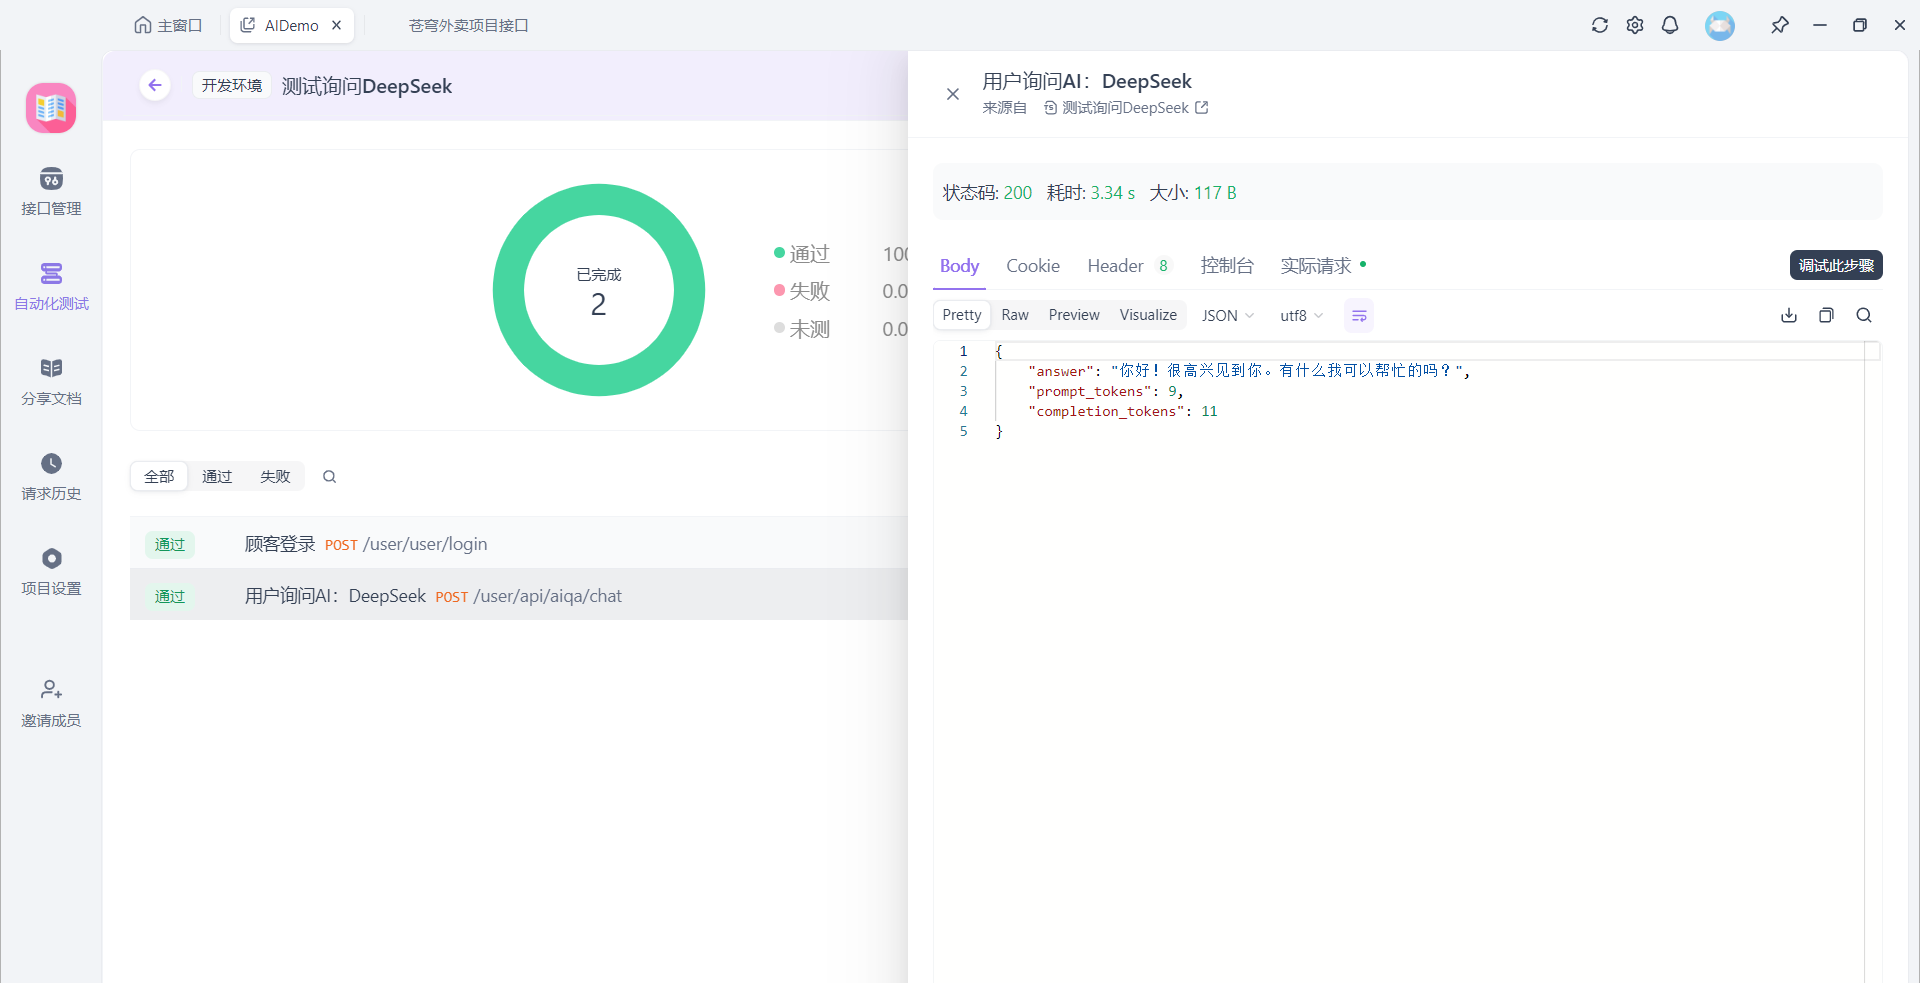 主窗口
AIDemo
苍穹外卖项目接口
接口管理
自动化测试
分享文档
请求历史
项目设置
邀请成员
开发环境 测试询问DeepSeek
已完成
2
通过 100
失败 0.0
未测 0.0
全部 通过 失败
通过 顾客登录 POST /user/user/login
通过 用户询问AI：DeepSeek POST /user/api/aiqa/chat
用户询问AI：DeepSeek
来源自 测试询问DeepSeek
状态码: 200 耗时: 3.34 s 大小: 117 B
Body Cookie Header 8 控制台 实际请求 调试此步骤
Pretty Raw Preview Visualize JSON utf8
1 {
2 "answer": "你好！很高兴见到你。有什么我可以帮忙的吗？",
3 "prompt_tokens": 9,
4 "completion_tokens": 11
5 }